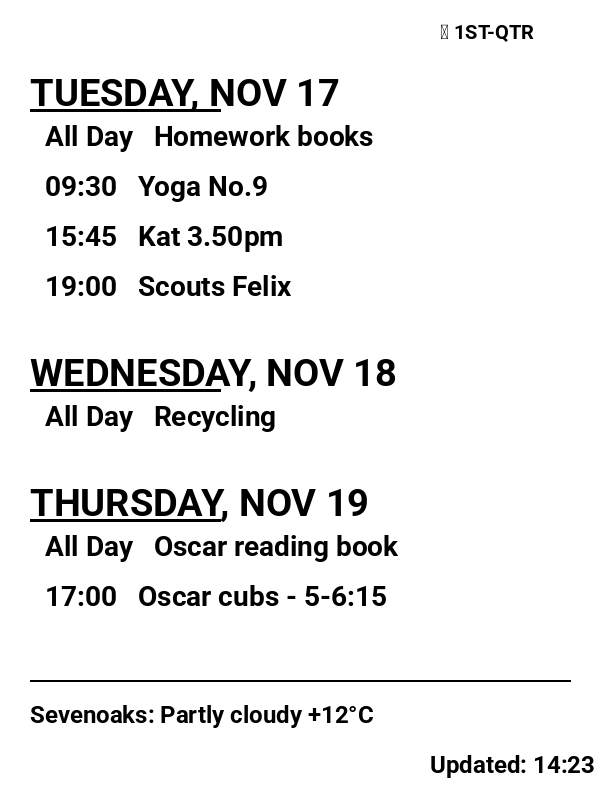 1ST-QTR
TUESDAY, NOV 17
All Day Homework books
09:30 Yoga No.9
15:45 Kat 3.50pm
19:00 Scouts Felix
WEDNESDAY, NOV 18
All Day Recycling
THURSDAY, NOV 19
All Day Oscar reading book
17:00 Oscar cubs - 5-6:15
Sevenoaks: Partly cloudy +12°C
Updated: 14:23